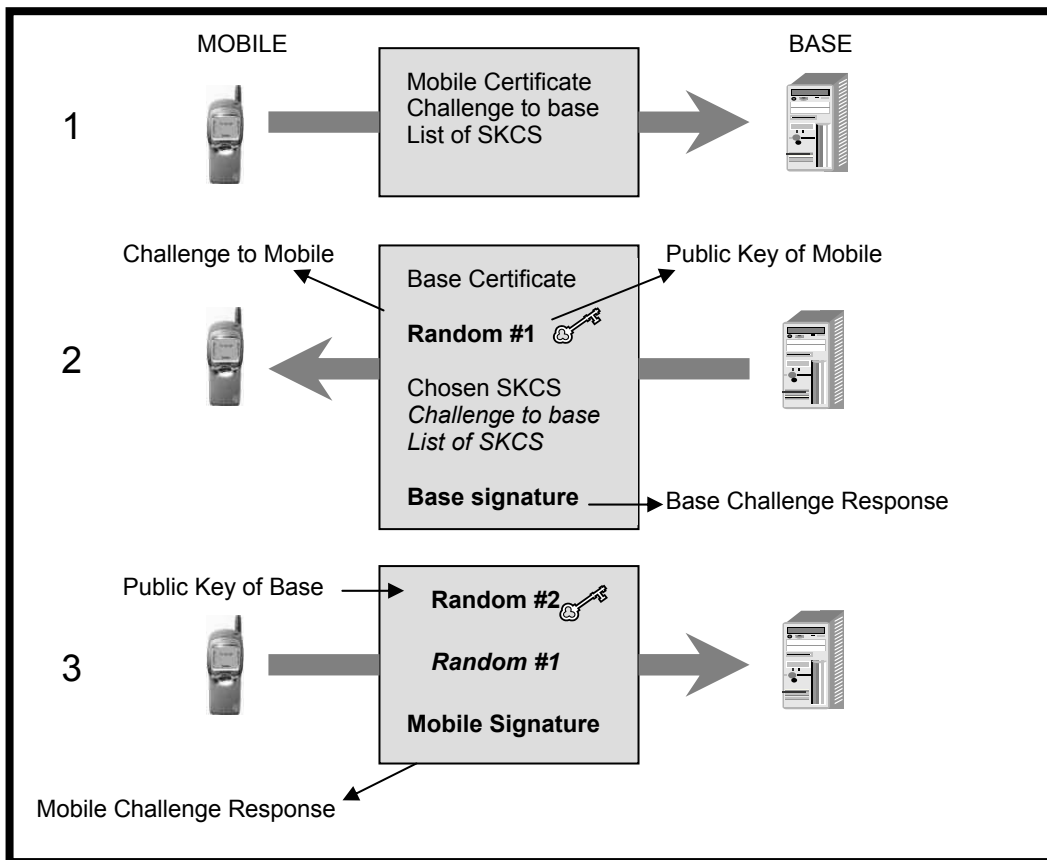 MOBILE
BASE
1
Mobile Certificate
Challenge to base
List of SKCS
Challenge to Mobile
Public Key of Mobile
2
Base Certificate
Random #1
Chosen SKCS
Challenge to base
List of SKCS
Base signature
Base Challenge Response
Public Key of Base
3
Random #2
Random #1
Mobile Signature
Mobile Challenge Response